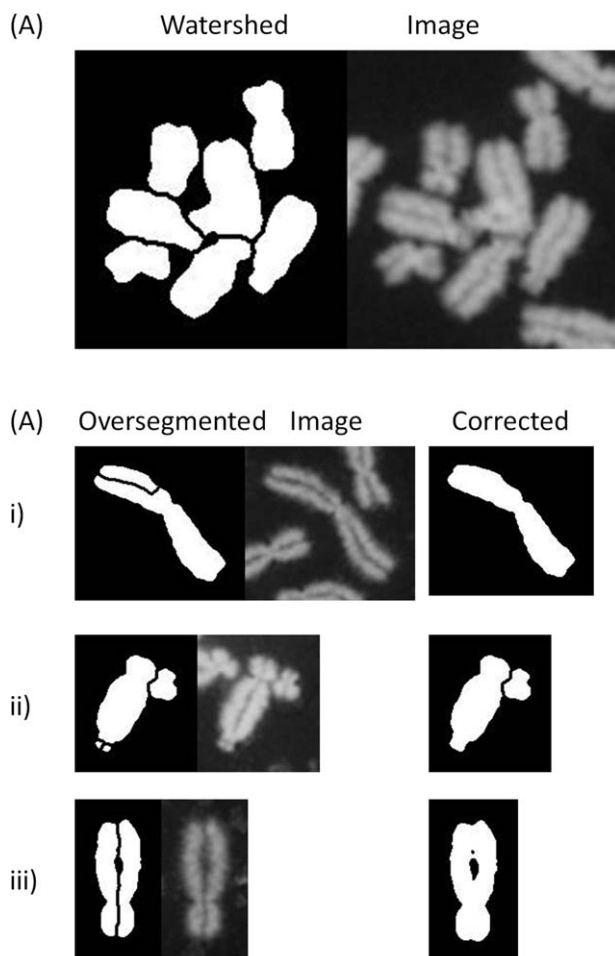 (A) Watershed Image
(A) Oversegmented Image Corrected
i)
ii)
iii)